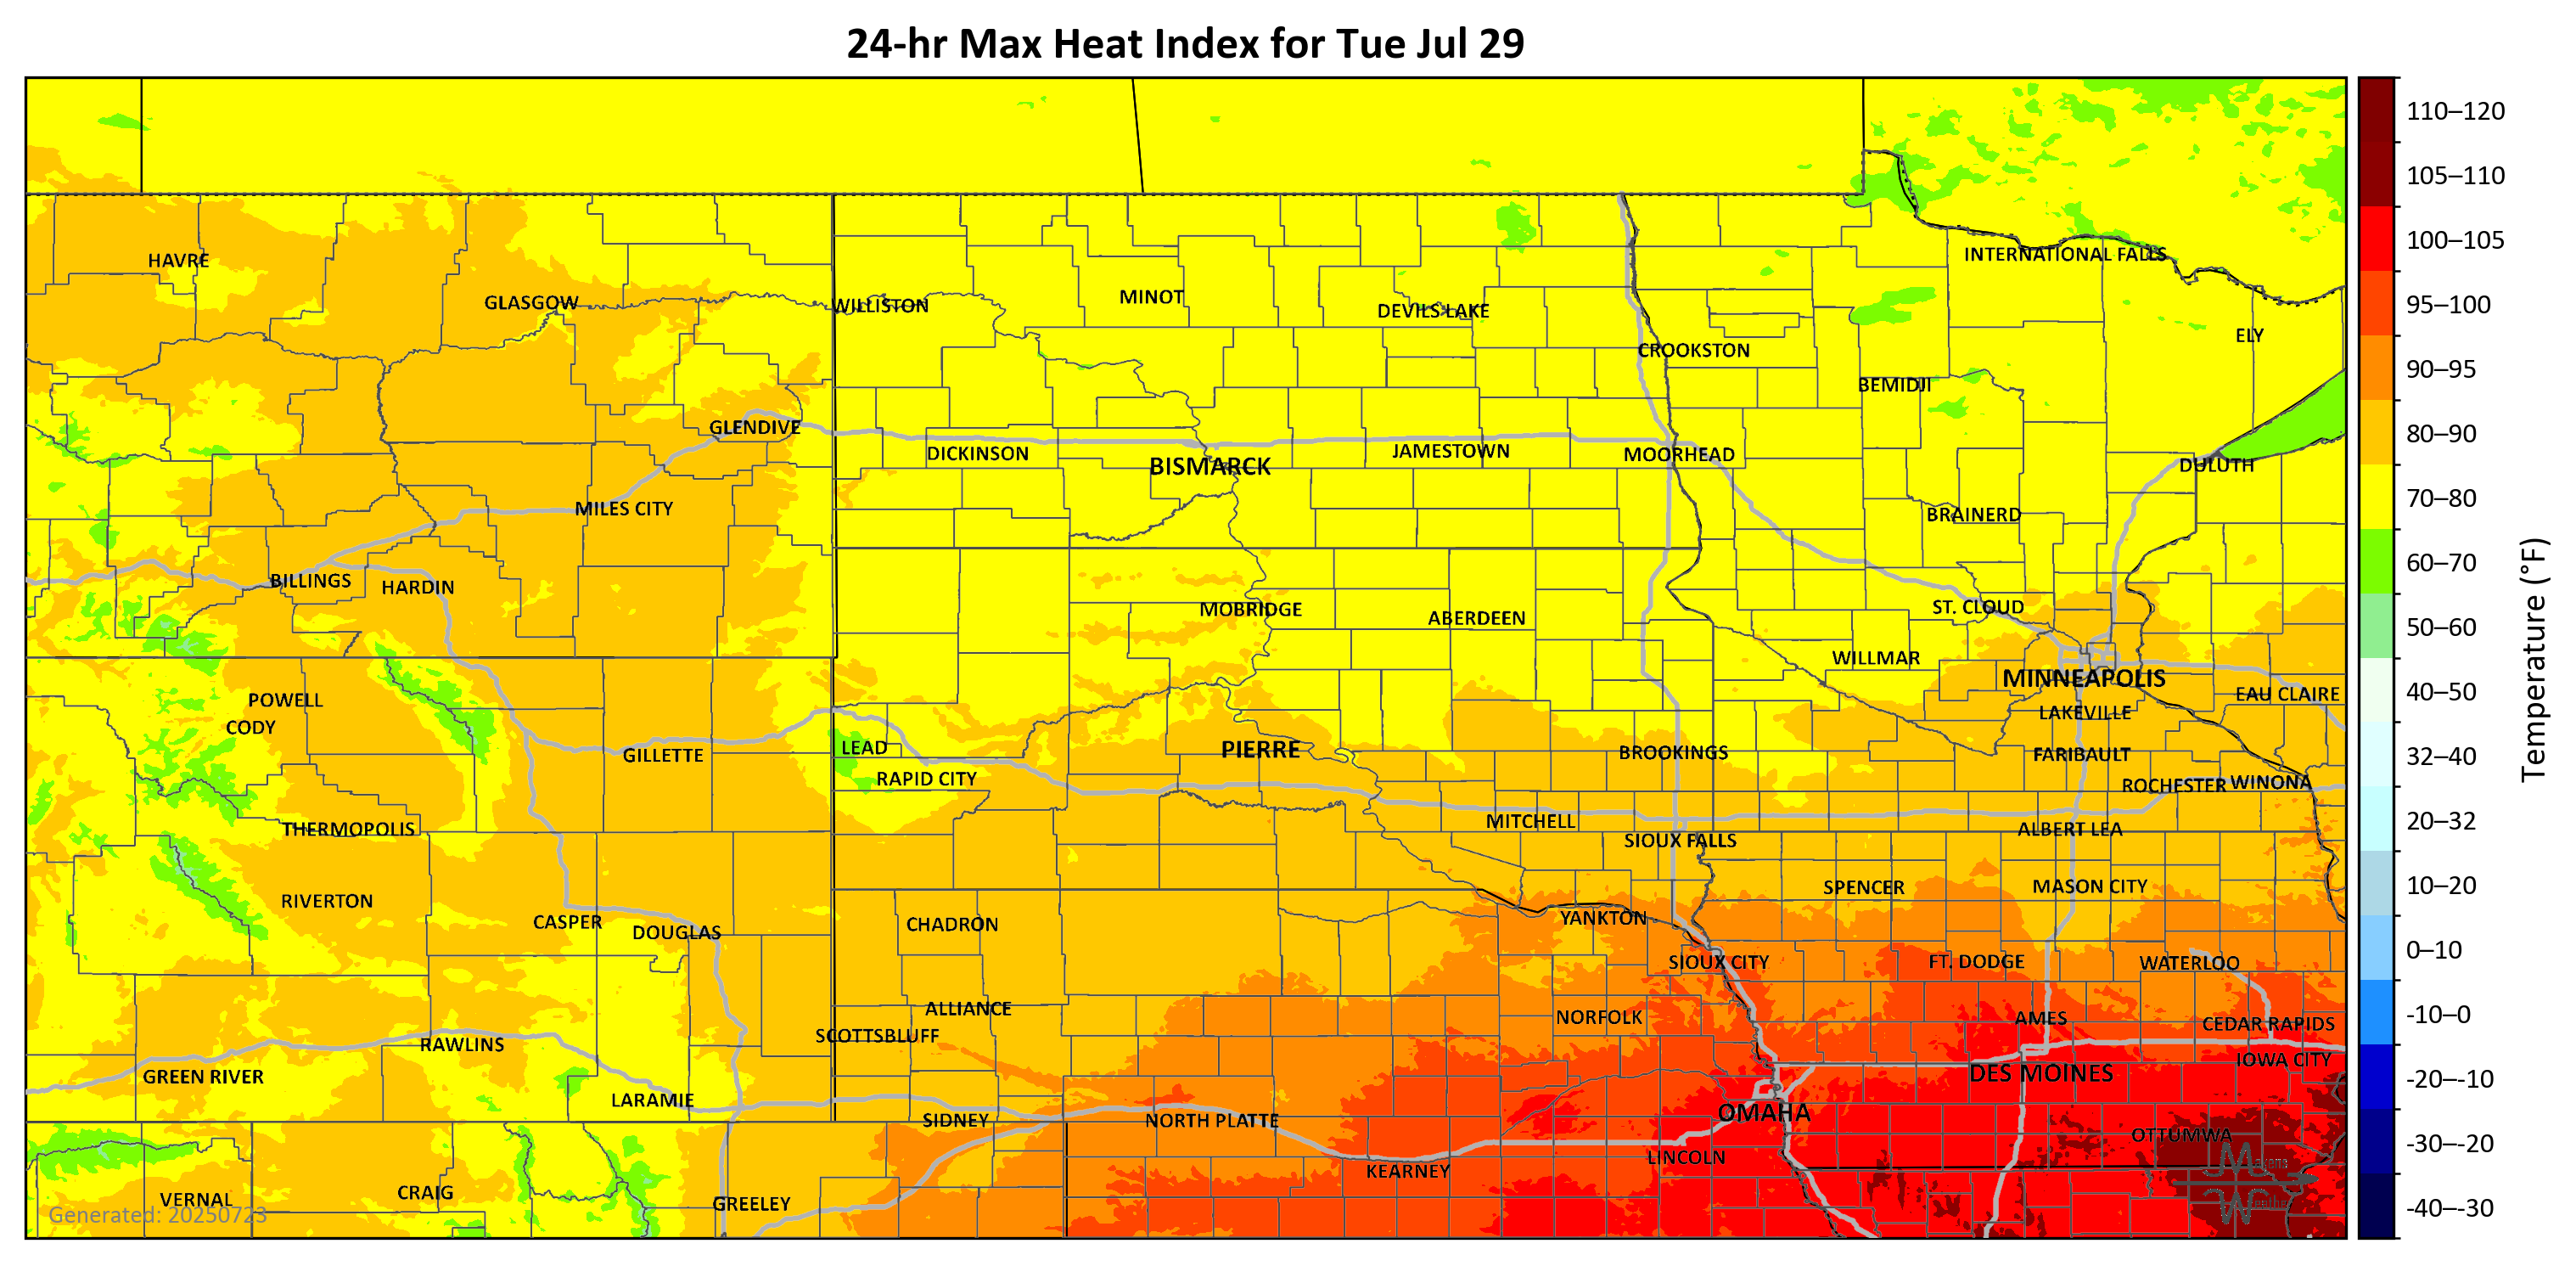 24-hr Max Heat Index for Tue Jul 29
110–120
105–110
HAVRE
INTERNATIONAL FALLS
100–105
GLASGOW
WILLISTON
MINOT
DEVILS LAKE
95–100
CROOKSTON
ELY
BEMIDJI
90–95
GLENDIVE
DICKINSON
BISMARCK
JAMESTOWN
MOORHEAD
DULUTH
80–90
MILES CITY
BRAINERD
70–80
BILLINGS
HARDIN
MOBRIDGE
ABERDEEN
ST. CLOUD
60–70
50–60
WILLMAR
MINNEAPOLIS
POWELL
EAU CLAIRE
40–50
CODY
LAKEVILLE
GILLETTE
LEAD
PIERRE
BROOKINGS
FARIBAULT
32–40
RAPID CITY
ROCHESTER
WINONA
Temperature (°F)
THERMOPOLIS
MITCHELL
SIOUX FALLS
ALBERT LEA
20–32
RIVERTON
SPENCER
MASON CITY
10–20
CASPER
DOUGLAS
CHADRON
YANKTON
SIOUX CITY
FT. DODGE
WATERLOO
0–10
ALLIANCE
NORFOLK
AMES
CEDAR RAPIDS
-10–0
RAWLINS
SCOTTSBLUFF
IOWA CITY
GREEN RIVER
DES MOINES
-20–-10
LARAMIE
SIDNEY
NORTH PLATTE
OMAHA
OTTUMWA
-30–-20
KEARNEY
LINCOLN
VERNAL
CRAIG
GREELEY
-40–-30
Generated: 20250723